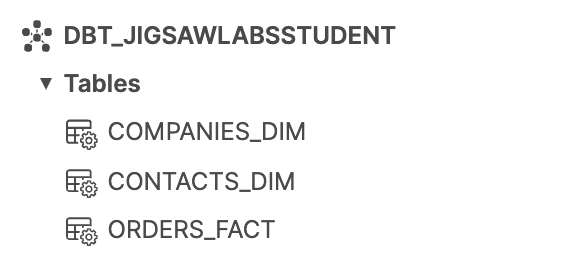 DBT_JIGSAWLABSSTUDENT
Tables
COMPANIES_DIM
CONTACTS_DIM
ORDERS_FACT